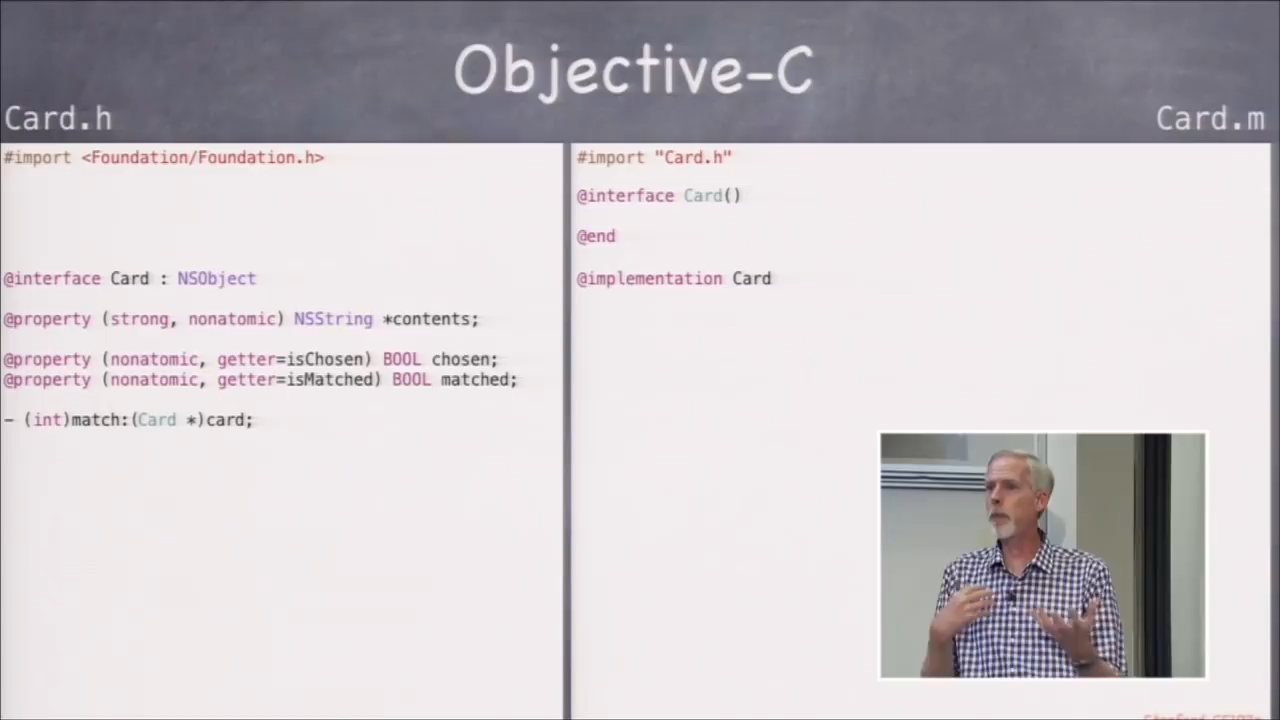 Objective-C
Card.h
Card.m
#import <Foundation/Foundation.h>
@interface Card : NSObject
@property (strong, nonatomic) NSString *contents;
@property (nonatomic, getter=isChosen) BOOL chosen;
@property (nonatomic, getter=isMatched) BOOL matched;
- (int)match:(Card *)card;
#import "Card.h"
@interface Card()
@end
@implementation Card